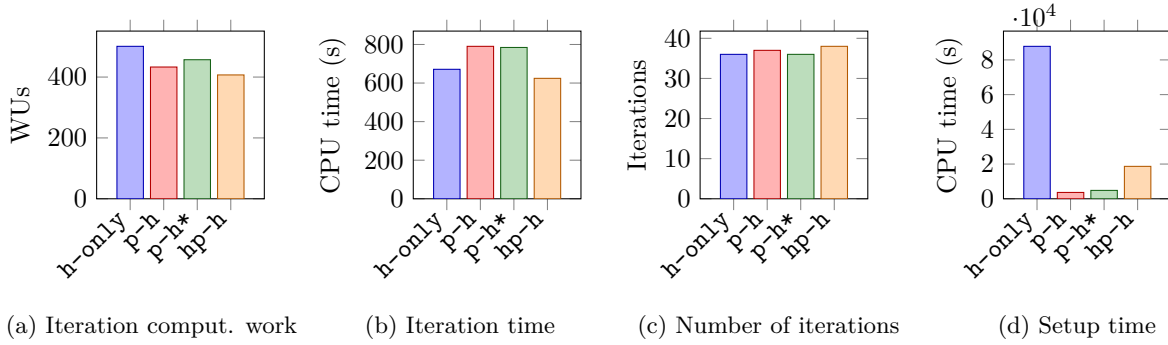 WUs
400
200
0
h-only
p-h
p-h*
hp-h
(a) Iteration comput. work
CPU time (s)
800
600
400
200
0
h-only
p-h
p-h*
hp-h
(b) Iteration time
Iterations
40
30
20
10
0
h-only
p-h
p-h*
hp-h
(c) Number of iterations
·10⁴
CPU time (s)
8
6
4
2
0
h-only
p-h
p-h*
hp-h
(d) Setup time